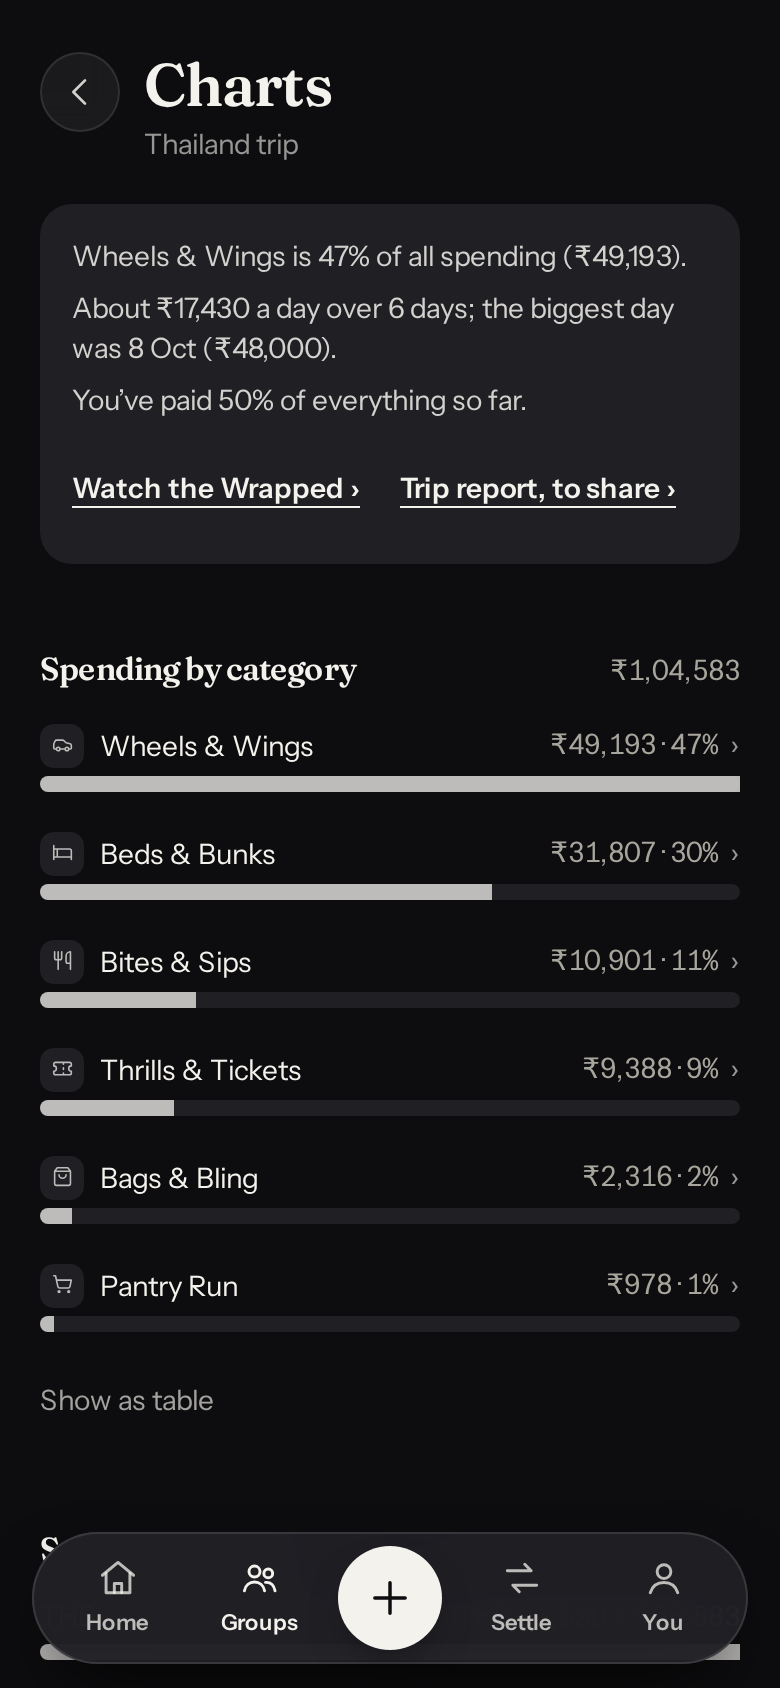 Charts
Thailand trip
Wheels & Wings is 47% of all spending (₹49,193).
About ₹17,430 a day over 6 days; the biggest day
was 8 Oct (₹48,000).
You’ve paid 50% of everything so far.
Watch the Wrapped ›
Trip report, to share ›
Spending by category ₹1,04,583
Wheels & Wings ₹49,193 · 47% ›
Beds & Bunks ₹31,807 · 30% ›
Bites & Sips ₹10,901 · 11% ›
Thrills & Tickets ₹9,388 · 9% ›
Bags & Bling ₹2,316 · 2% ›
Pantry Run ₹978 · 1% ›
Show as table
Home Groups Settle You